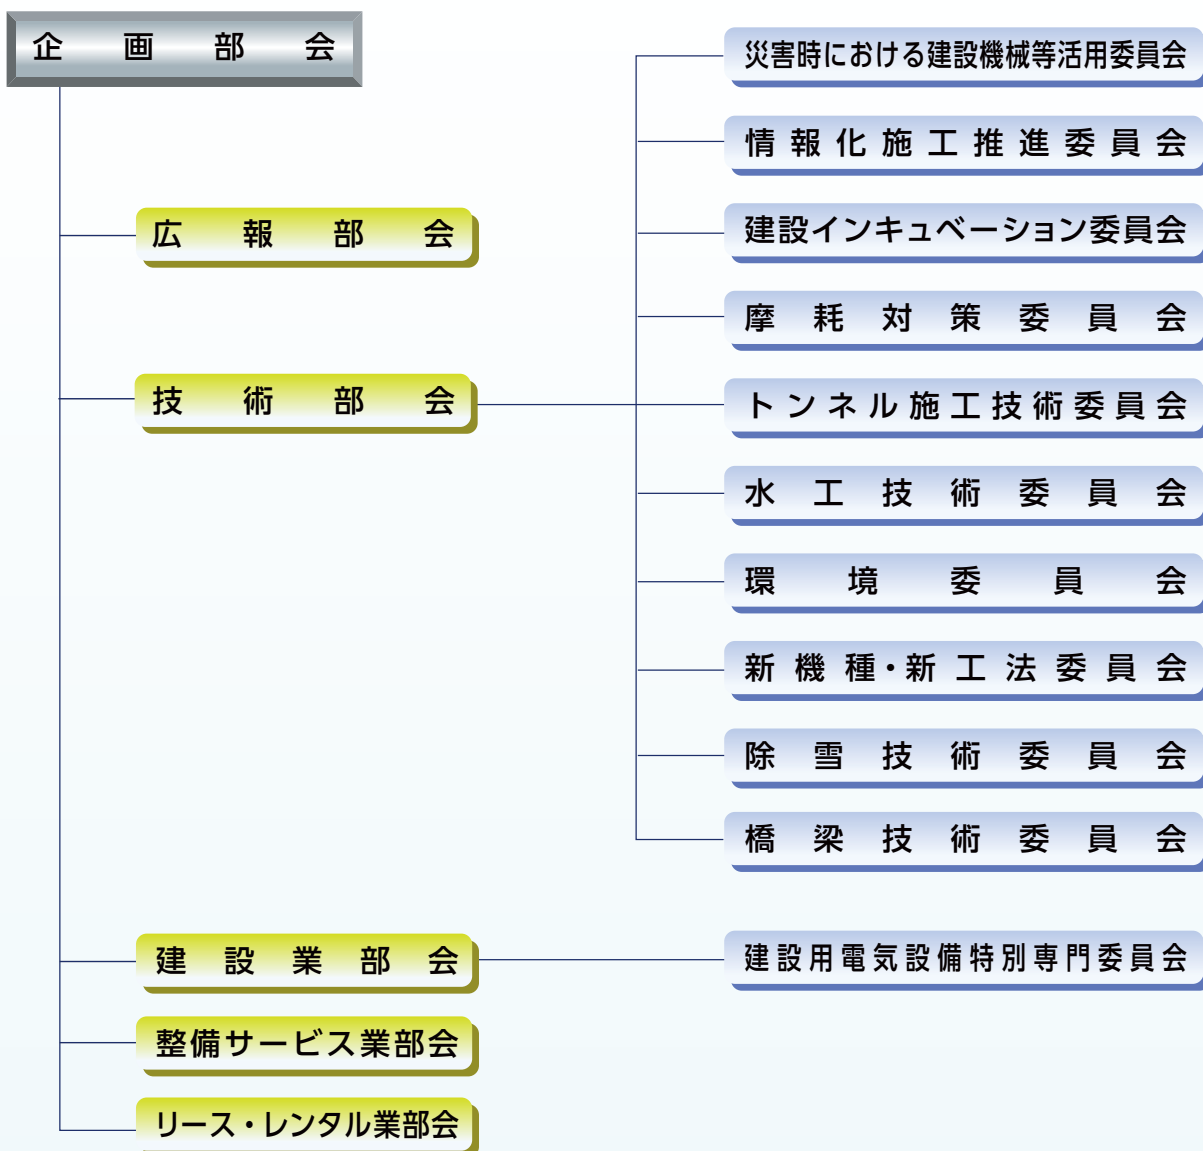 企画部会
広報部会
技術部会
災害時における建設機械等活用委員会
情報化施工推進委員会
建設インキュベーション委員会
摩耗対策委員会
トンネル施工技術委員会
水工技術委員会
環境委員会
新機種・新工法委員会
除雪技術委員会
橋梁技術委員会
建設業部会
建設用電気設備特別専門委員会
整備サービス業部会
リース・レンタル業部会